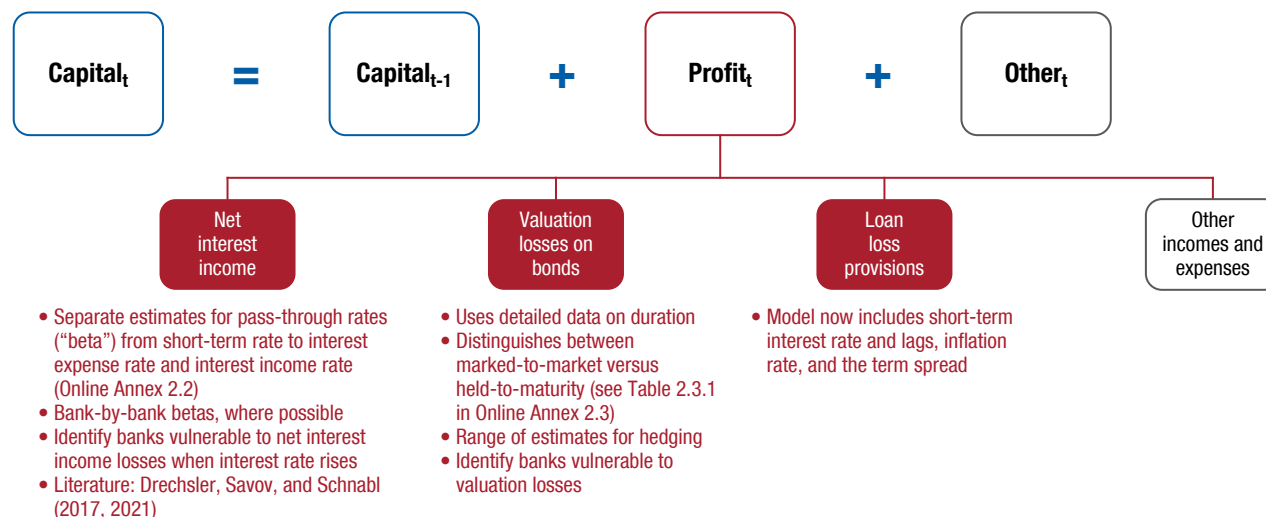 Capitalt = Capitalt-1 + Profitt + Othert
Net
interest
income
Valuation
losses on
bonds
Loan
loss
provisions
Other
incomes and
expenses
• Separate estimates for pass-through rates
(“beta”) from short-term rate to interest
expense rate and interest income rate
(Online Annex 2.2)
• Bank-by-bank betas, where possible
• Identify banks vulnerable to net interest
income losses when interest rate rises
• Literature: Drechsler, Savov, and Schnabl
(2017, 2021)
• Uses detailed data on duration
• Distinguishes between
marked-to-market versus
held-to-maturity (see Table 2.3.1
in Online Annex 2.3)
• Range of estimates for hedging
• Identify banks vulnerable to
valuation losses
• Model now includes short-term
interest rate and lags, inflation
rate, and the term spread